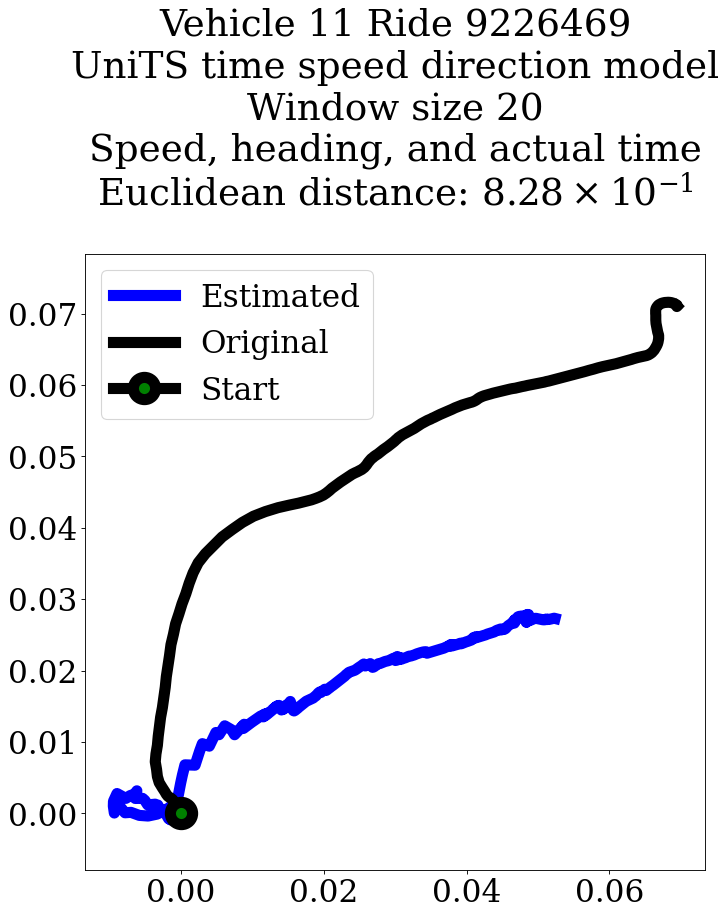 Vehicle 11 Ride 9226469
UniTS time speed direction model
Window size 20
Speed, heading, and actual time
Euclidean distance: 8.28 × 10⁻¹
Estimated
Original
Start
0.07
0.06
0.05
0.04
0.03
0.02
0.01
0.00
0.00 0.02 0.04 0.06